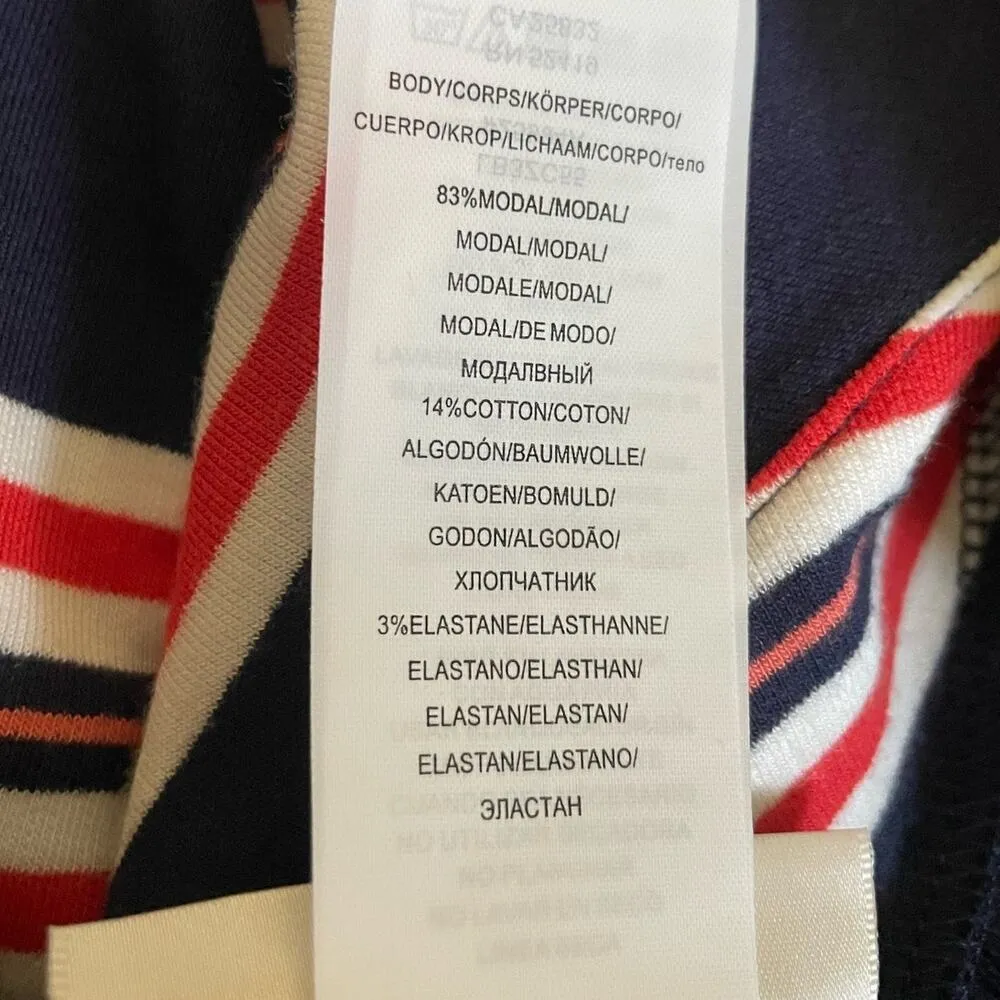 BODY/CORPS/KÖRPER/CORPO/
CUERPO/KROP/LICHAAM/CORPO/тело
83%MODAL/MODAL/
MODAL/MODAL/
MODALE/MODAL/
MODAL/DE MODO/
МОДАЛВНЫЙ
14%COTTON/COTON/
ALGODÓN/BAUMWOLLE/
KATOEN/BOMULD/
GODON/ALGODÃO/
ХЛОПЧАТНИК
3%ELASTANE/ELASTHANNE/
ELASTANO/ELASTHAN/
ELASTAN/ELASTAN/
ELASTAN/ELASTANO/
ЭЛАСТАН